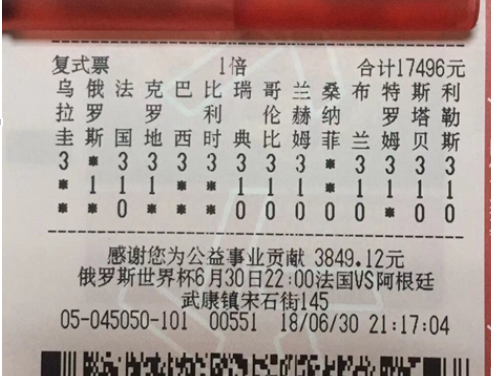 复式票 1倍 合计17496元
乌拉圭
俄罗斯
法国
克罗地
巴西
比利时
瑞典
哥伦比
兰赫姆
桑纳菲
布兰
特罗姆
斯塔贝
利勒斯
3 * 3 3 3 3 3 3 3 * 3 3 3 3
* 1 1 1 * * 1 1 1 * 1 1 1 1
* * 0 * * * 0 0 0 0 0 * 0 0
感谢您为公益事业贡献 3849.12元
俄罗斯世界杯6月30日22:00法国VS阿根廷
武康镇宋石街145
05-045050-101 00551 18/06/30 21:17:04